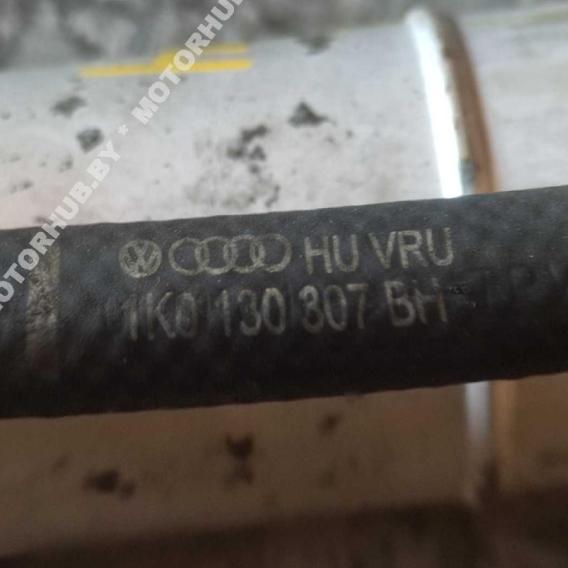 MOTORHUB.BY * MOTORHUB
HU VRU
1K0 130 307 BH